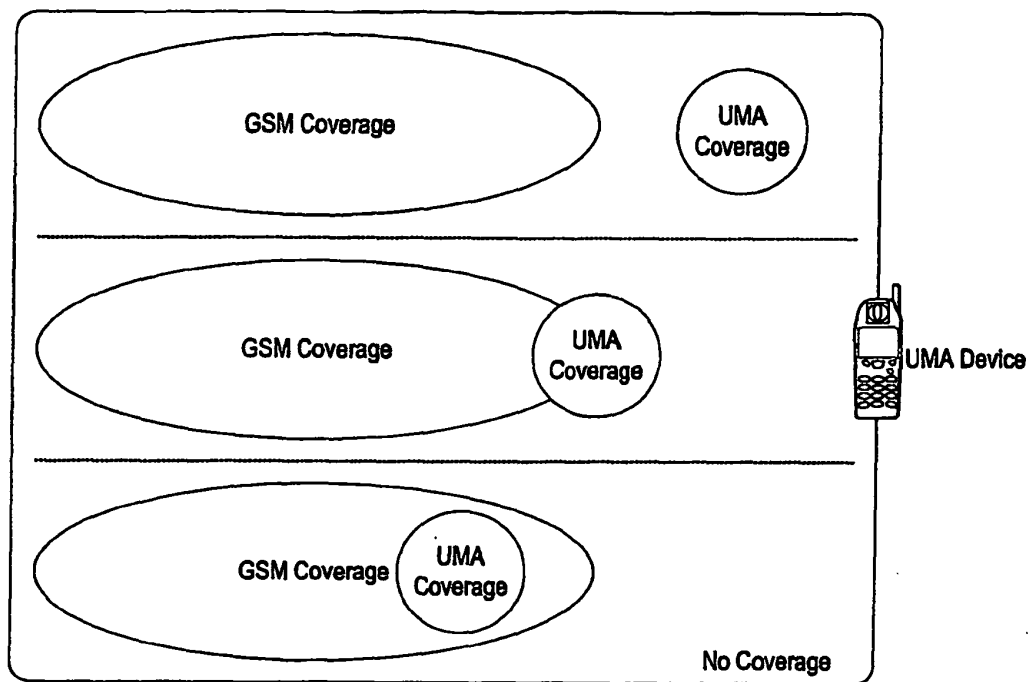 GSM Coverage
UMA
Coverage
GSM Coverage
UMA
Coverage
UMA Device
GSM Coverage
UMA
Coverage
No Coverage